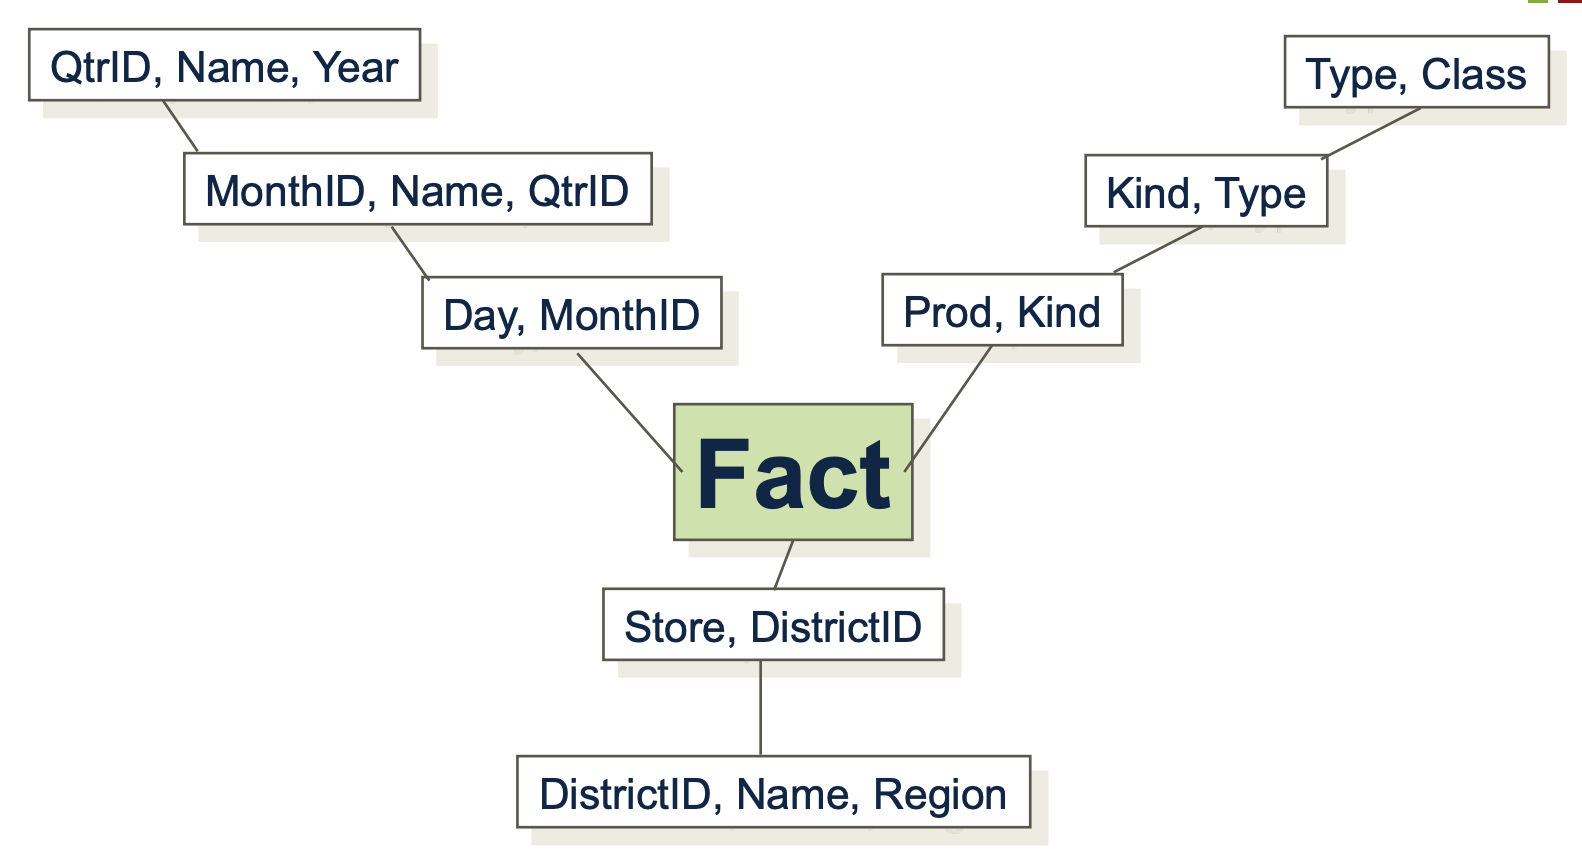 QtrID, Name, Year
Type, Class
MonthID, Name, QtrID
Kind, Type
Day, MonthID
Prod, Kind
Fact
Store, DistrictID
DistrictID, Name, Region